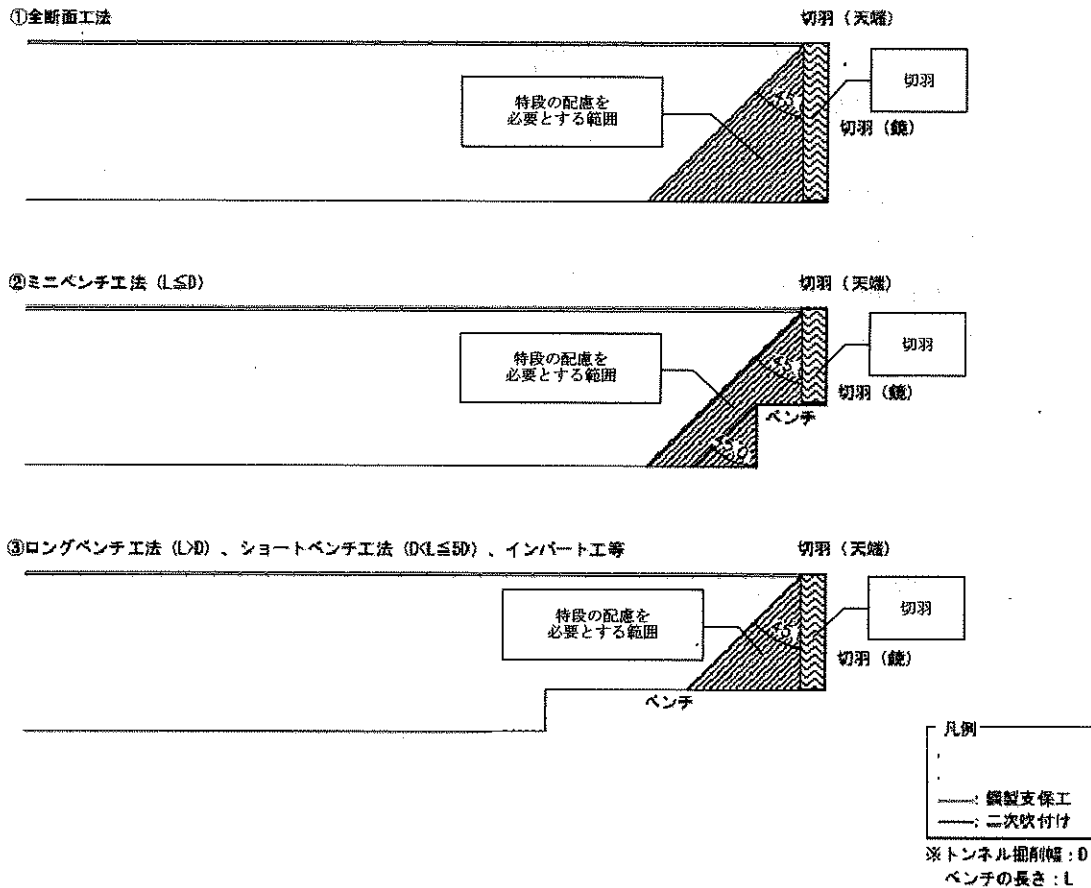 ①全断面工法
切羽（天端）
特段の配慮を
必要とする範囲
45°
切羽
切羽（鏡）
②ミニベンチ工法（L≦D）
切羽（天端）
特段の配慮を
必要とする範囲
45°
切羽
切羽（鏡）
ベンチ
45°
③ロングベンチ工法（L>D）、ショートベンチ工法（D<L≦5D）、インバート工等
切羽（天端）
特段の配慮を
必要とする範囲
45°
切羽
切羽（鏡）
ベンチ
凡例
：鋼製支保工
：二次吹付け
※トンネル掘削幅：D
ベンチの長さ：L